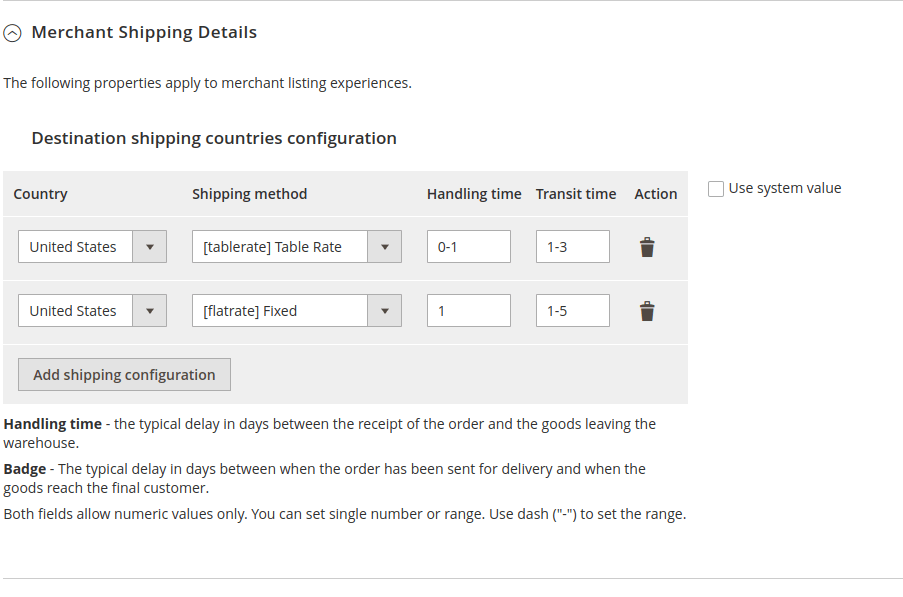 Merchant Shipping Details
The following properties apply to merchant listing experiences.
Destination shipping countries configuration
Country Shipping method Handling time Transit time Action
Use system value
United States [tablerate] Table Rate 0-1 1-3
United States [flatrate] Fixed 1 1-5
Add shipping configuration
Handling time - the typical delay in days between the receipt of the order and the goods leaving the
warehouse.
Badge - The typical delay in days between when the order has been sent for delivery and when the
goods reach the final customer.
Both fields allow numeric values only. You can set single number or range. Use dash ("-") to set the range.